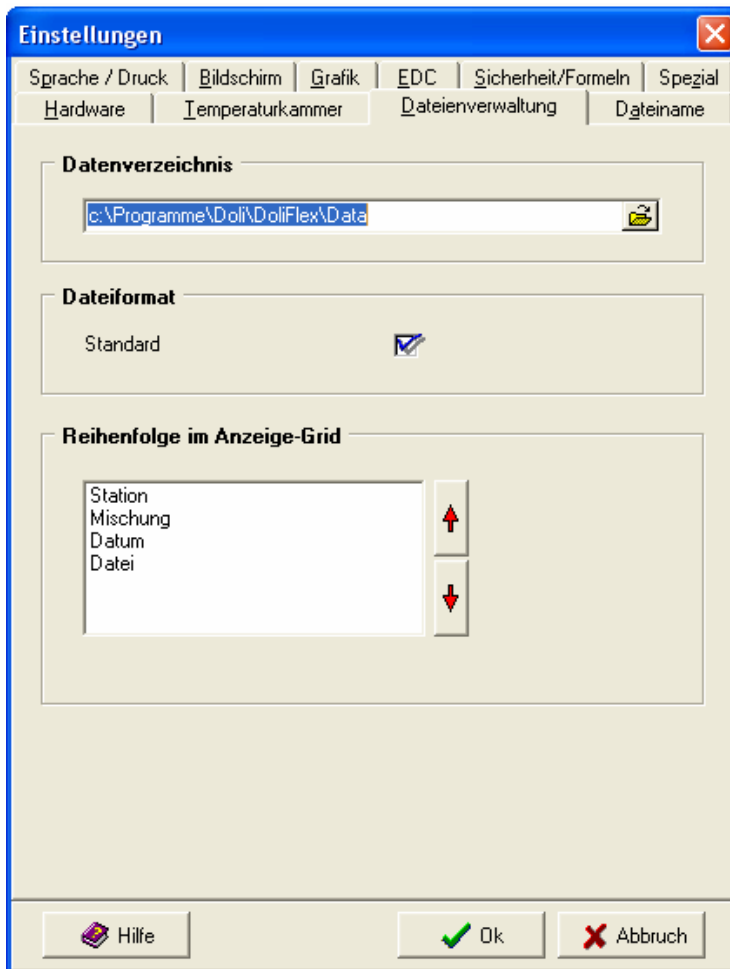 Einstellungen
Sprache / Druck Bildschirm Grafik EDC Sicherheit/Formeln Spezial
Hardware Temperaturkammer Dateienverwaltung Dateiname
Datenverzeichnis
c:\Programme\Doli\DoliFlex\Data
Dateiformat
Standard
Reihenfolge im Anzeige-Grid
Station
Mischung
Datum
Datei
Hilfe Ok Abbruch